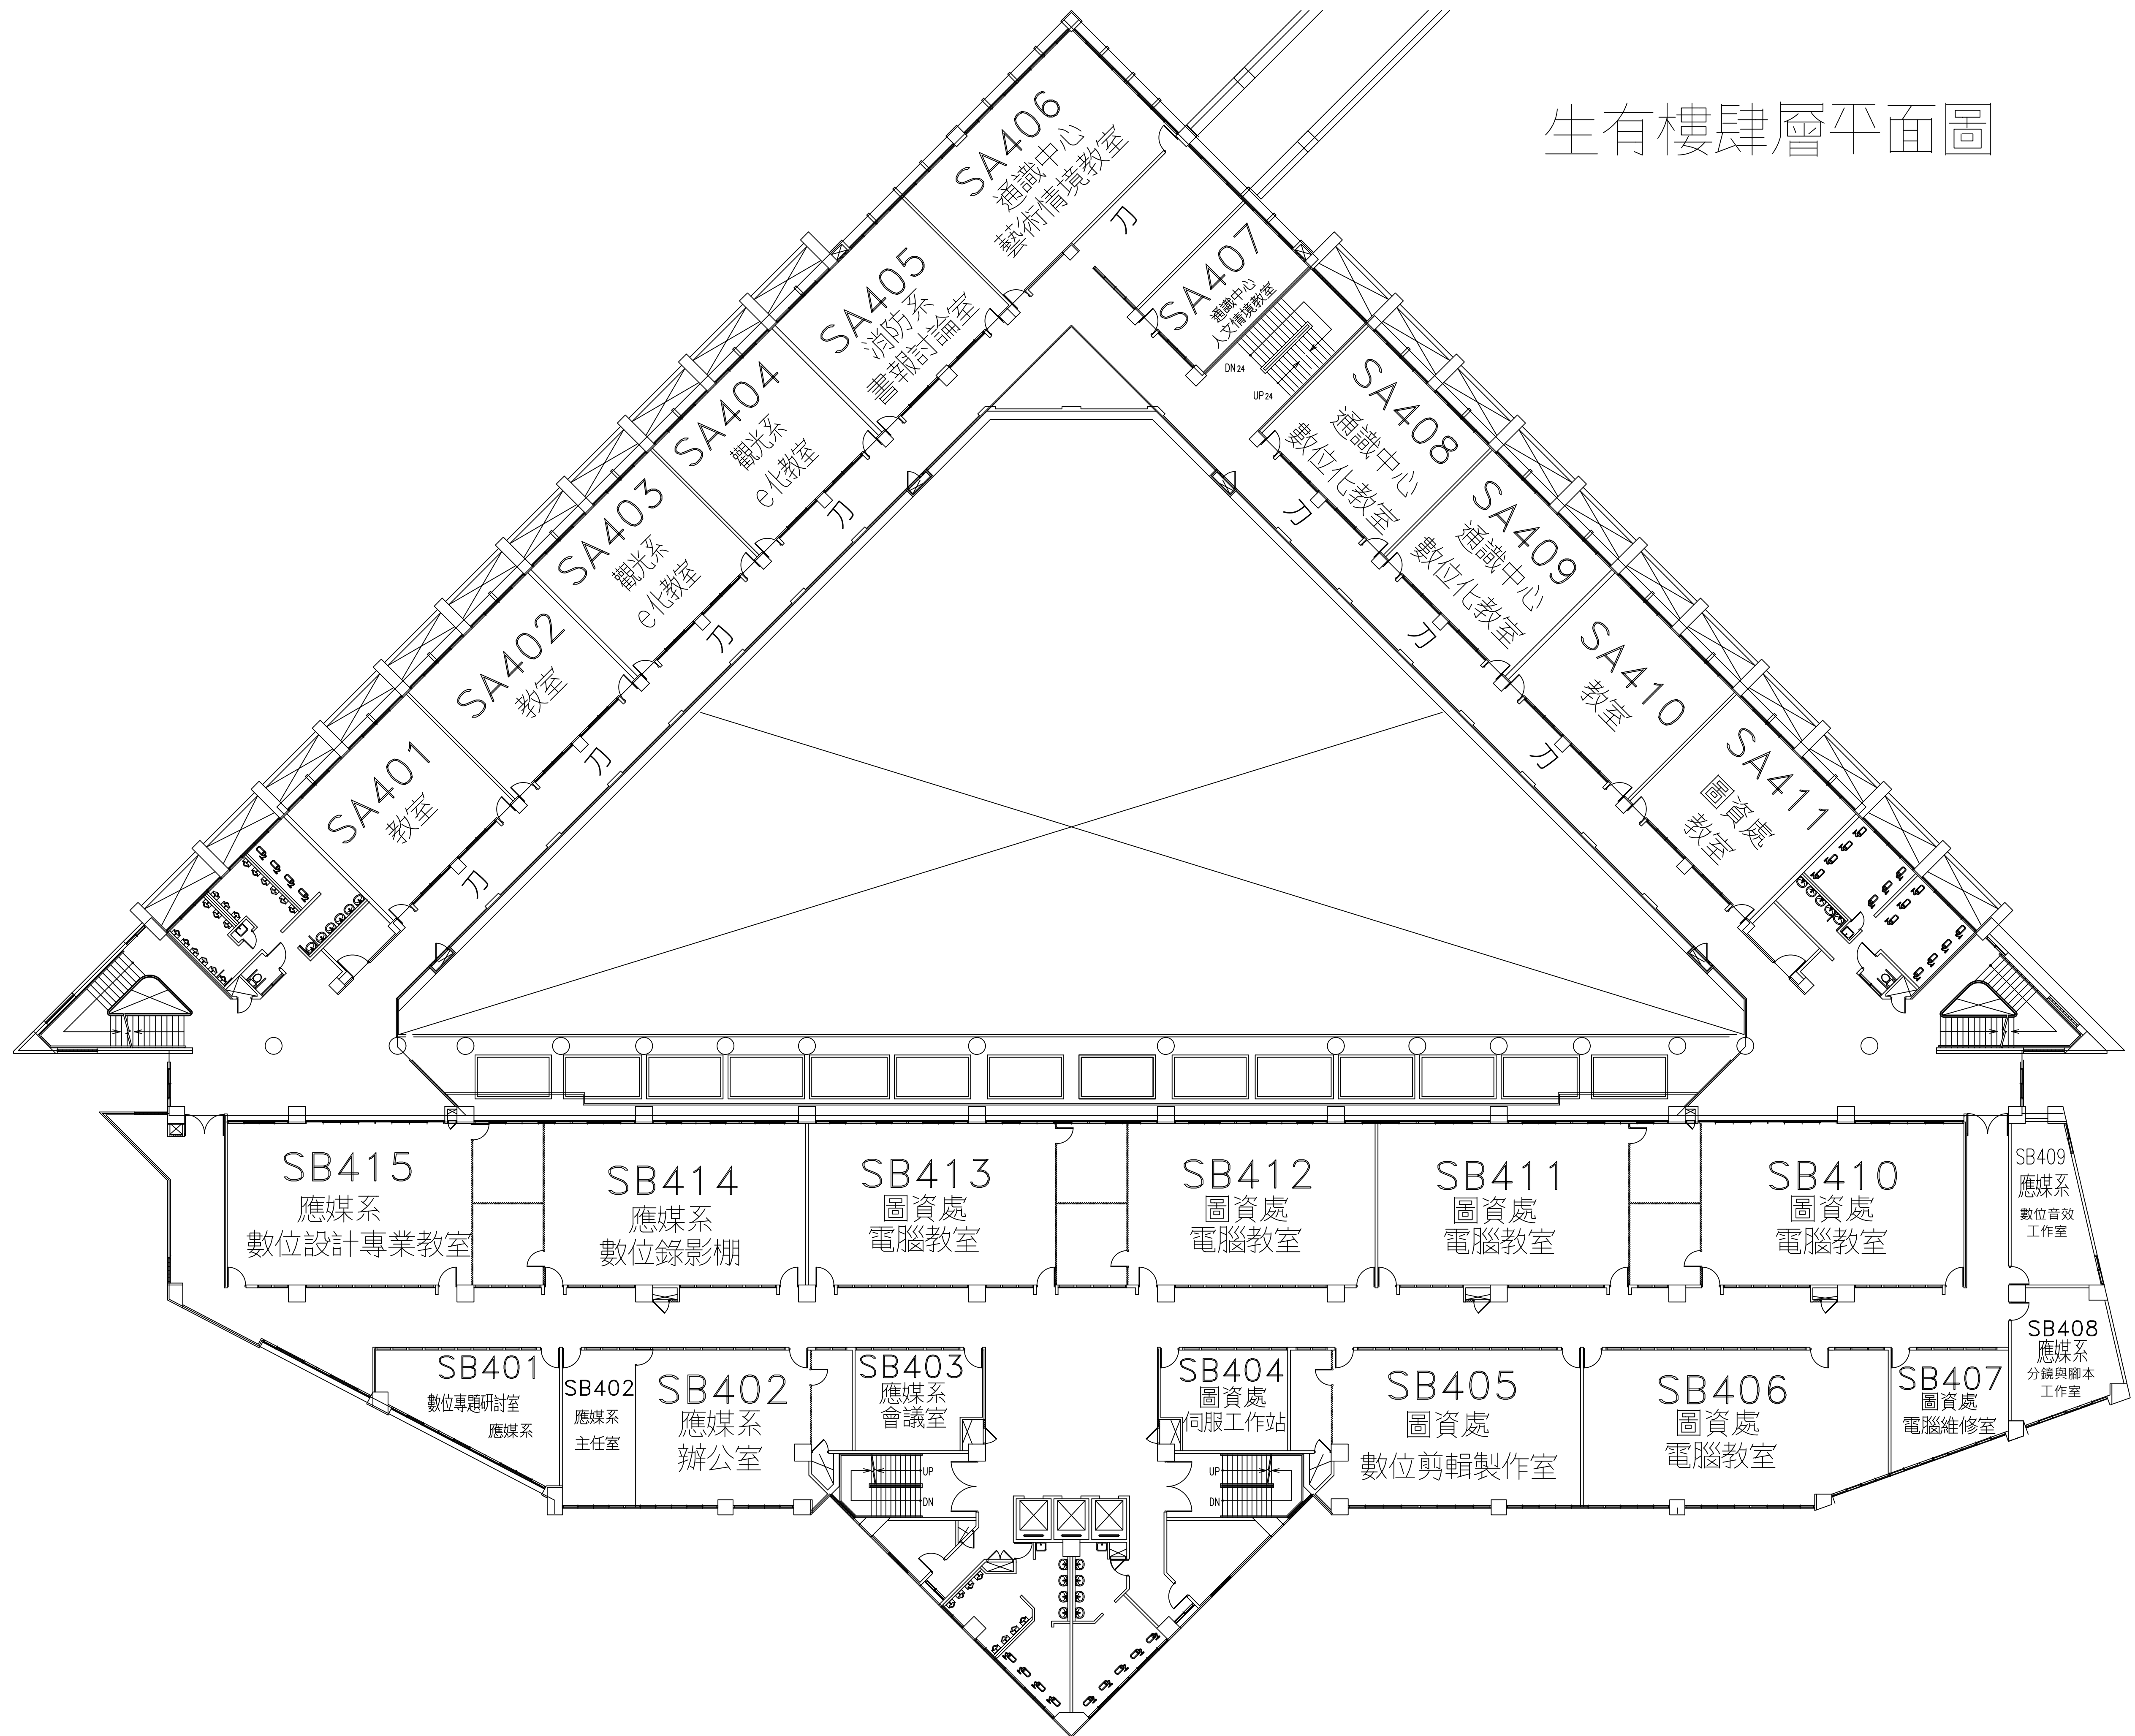 生有樓肆層平面圖
SA406
通識中心
藝術情境教室
SA405
消防系
書報討論室
SA404
觀光系
e化教室
SA403
觀光系
e化教室
SA402
教室
SA401
教室
SA407
通識中心
人文情境教室
DN24
UP24
SA408
通識中心
數位化教室
SA409
通識中心
數位化教室
SA410
教室
SA411
圖資處
教室
SB415
應媒系
數位設計專業教室
SB414
應媒系
數位錄影棚
SB413
圖資處
電腦教室
SB412
圖資處
電腦教室
SB411
圖資處
電腦教室
SB410
圖資處
電腦教室
SB409
應媒系
數位音效
工作室
SB401
數位專題研討室
應媒系
SB402
應媒系
主任室
SB402
應媒系
辦公室
SB403
應媒系
會議室
SB404
圖資處
伺服工作站
SB405
圖資處
數位剪輯製作室
SB406
圖資處
電腦教室
SB407
圖資處
電腦維修室
SB408
應媒系
分鏡與腳本
工作室
UP
DN
UP
DN